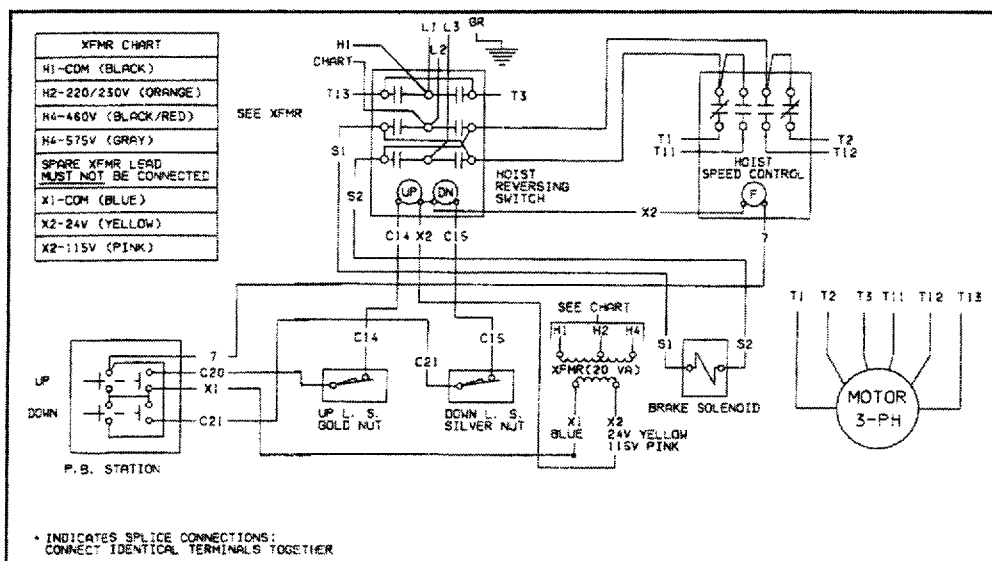 XFMR CHART
H1-COM (BLACK)
H2-220/230V (ORANGE)
H4-460V (BLACK/RED)
H4-575V (GRAY)
SPARE XFMR LEAD
MUST NOT BE CONNECTED
X1-COM (BLUE)
X2-24V (YELLOW)
X2-115V (PINK)
L1 L3 GR
L2
H1
CHART
T13
T3
SEE XFMR
S1
S2
UP
DN
HOIST
REVERSING
SWITCH
C14 X2 C15
T1
T11
T2
T12
HOIST
SPEED CONTROL
F
X2
7
C14
C15
C21
7
C20
X1
C21
UP
DOWN
P.B. STATION
UP L. S.
GOLD NUT
DOWN L. S.
SILVER NUT
SEE CHART
H1 H2 H4
XFMR(20 VA)
X1
BLUE
X2
24V YELLOW
115V PINK
S1
S2
BRAKE SOLENOID
T1 T2 T3 T11 T12 T13
MOTOR
3-PH
* INDICATES SPLICE CONNECTIONS:
CONNECT IDENTICAL TERMINALS TOGETHER